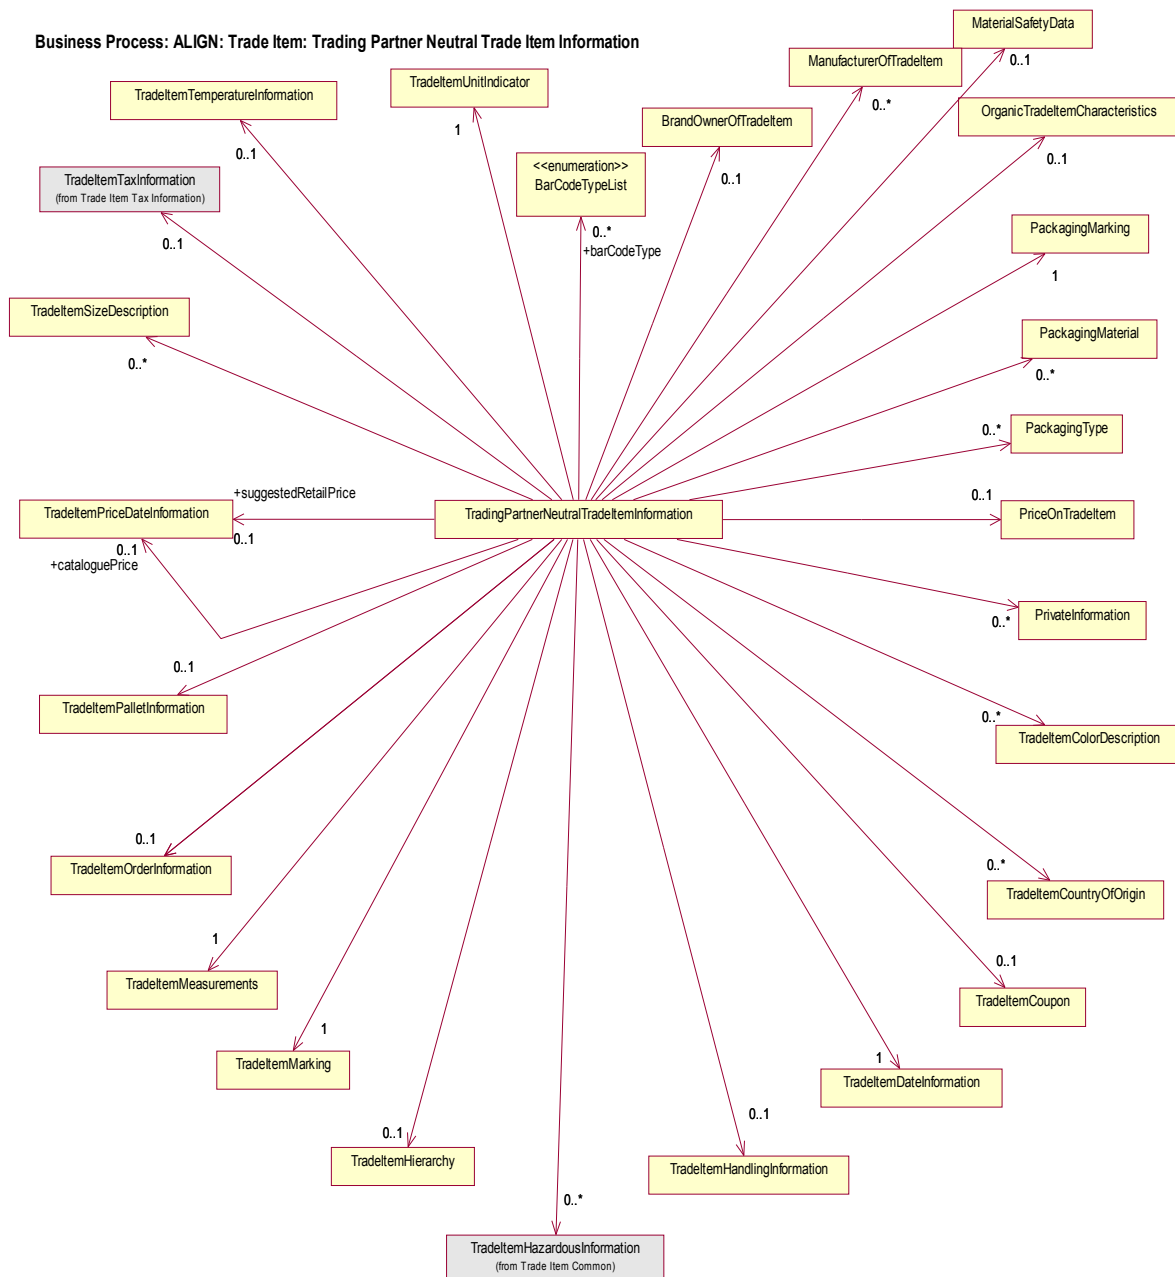 MaterialSafetyData
0..1
Business Process: ALIGN: Trade Item: Trading Partner Neutral Trade Item Information
ManufacturerOfTradeItem
0..*
TradeItemUnitIndicator
1
TradeItemTemperatureInformation
0..1
OrganicTradeItemCharacteristics
0..1
BrandOwnerOfTradeItem
0..1
<<enumeration>>
BarCodeTypeList
0..*
+barCodeType
TradeItemTaxInformation
(from Trade Item Tax Information)
0..1
PackagingMarking
1
TradeItemSizeDescription
0..*
PackagingMaterial
0..*
PackagingType
0..*
+suggestedRetailPrice
0..1
TradeItemPriceDateInformation
0..1
+cataloguePrice
TradingPartnerNeutralTradeItemInformation
0..1
PriceOnTradeItem
PrivateInformation
0..*
0..1
TradeItemPalletInformation
0..*
TradeItemColorDescription
0..1
TradeItemOrderInformation
0..*
TradeItemCountryOfOrigin
1
TradeItemMeasurements
0..1
TradeItemCoupon
1
TradeItemMarking
1
TradeItemDateInformation
0..1
TradeItemHierarchy
0..1
TradeItemHandlingInformation
0..*
TradeItemHazardousInformation
(from Trade Item Common)